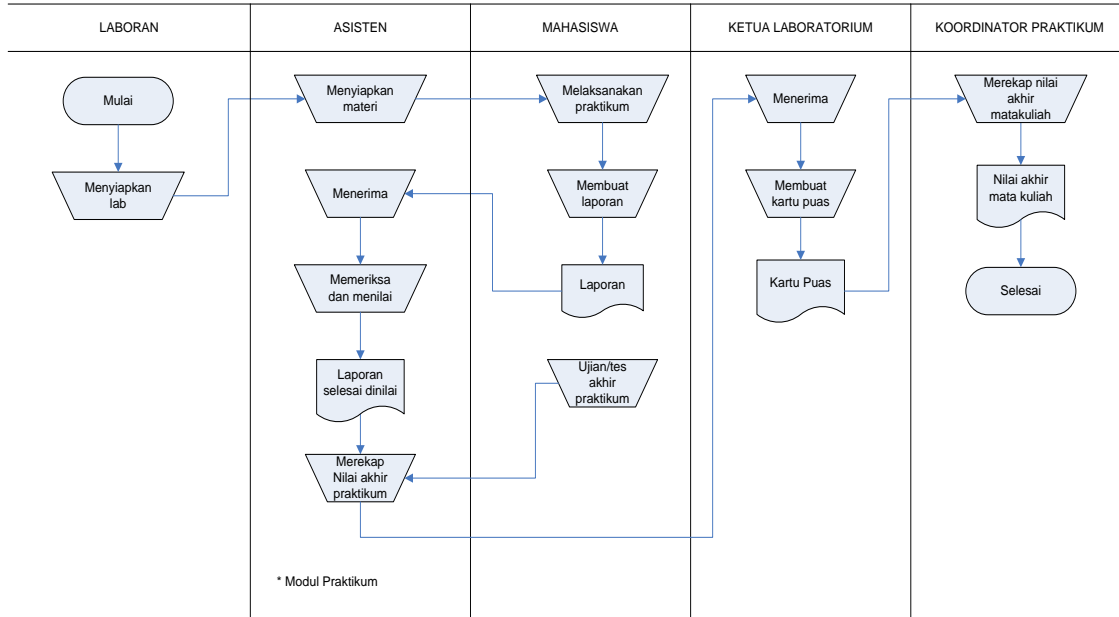 LABORAN
ASISTEN
MAHASISWA
KETUA LABORATORIUM
KOORDINATOR PRAKTIKUM
Mulai
Menyiapkan
lab
Menyiapkan
materi
Menerima
Memeriksa
dan menilai
Laporan
selesai dinilai
Merekap
Nilai akhir
praktikum
* Modul Praktikum
Melaksanakan
praktikum
Membuat
laporan
Laporan
Ujian/tes
akhir
praktikum
Menerima
Membuat
kartu puas
Kartu Puas
Merekap nilai
akhir
matakuliah
Nilai akhir
mata kuliah
Selesai